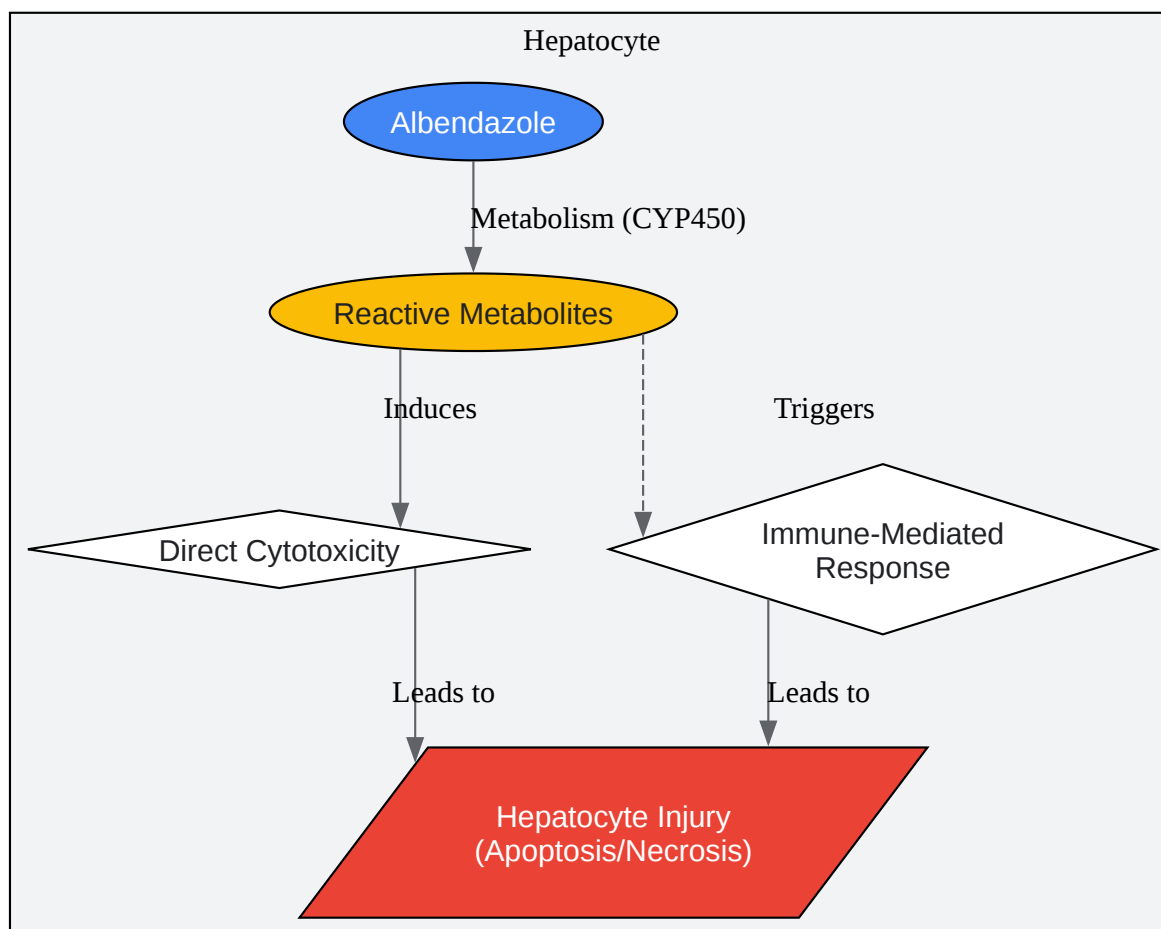 Hepatocyte
Albendazole
Metabolism (CYP450)
Reactive Metabolites
Induces
Triggers
Direct Cytotoxicity
Immune-Mediated
Response
Leads to
Leads to
Hepatocyte Injury
(Apoptosis/Necrosis)